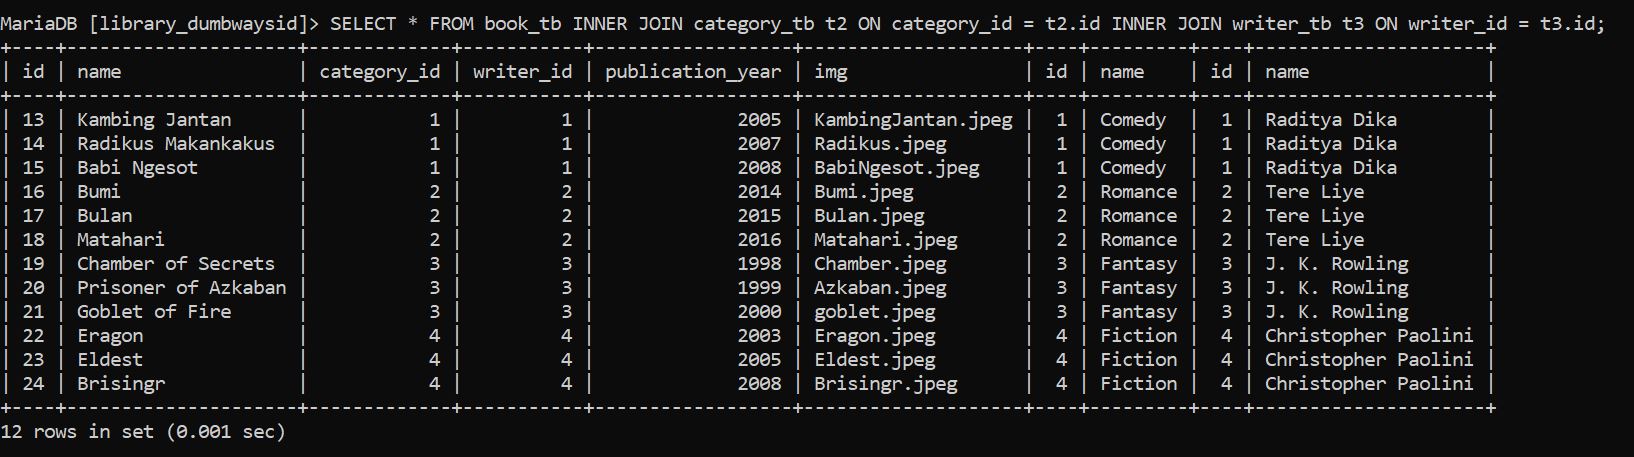 MariaDB [library_dumbwaysid]> SELECT * FROM book_tb INNER JOIN category_tb t2 ON category_id = t2.id INNER JOIN writer_tb t3 ON writer_id = t3.id;
+----+---------------------+-------------+-----------+------------------+--------------------+----+---------+----+---------------------+
| id | name                | category_id | writer_id | publication_year | img                | id | name    | id | name                |
+----+---------------------+-------------+-----------+------------------+--------------------+----+---------+----+---------------------+
| 13 | Kambing Jantan      |           1 |         1 |             2005 | KambingJantan.jpeg |  1 | Comedy  |  1 | Raditya Dika        |
| 14 | Radikus Makankakus  |           1 |         1 |             2007 | Radikus.jpeg       |  1 | Comedy  |  1 | Raditya Dika        |
| 15 | Babi Ngesot         |           1 |         1 |             2008 | BabiNgesot.jpeg    |  1 | Comedy  |  1 | Raditya Dika        |
| 16 | Bumi                |           2 |         2 |             2014 | Bumi.jpeg          |  2 | Romance |  2 | Tere Liye           |
| 17 | Bulan               |           2 |         2 |             2015 | Bulan.jpeg         |  2 | Romance |  2 | Tere Liye           |
| 18 | Matahari            |           2 |         2 |             2016 | Matahari.jpeg      |  2 | Romance |  2 | Tere Liye           |
| 19 | Chamber of Secrets  |           3 |         3 |             1998 | Chamber.jpeg       |  3 | Fantasy |  3 | J. K. Rowling       |
| 20 | Prisoner of Azkaban |           3 |         3 |             1999 | Azkaban.jpeg       |  3 | Fantasy |  3 | J. K. Rowling       |
| 21 | Goblet of Fire      |           3 |         3 |             2000 | goblet.jpeg        |  3 | Fantasy |  3 | J. K. Rowling       |
| 22 | Eragon              |           4 |         4 |             2003 | Eragon.jpeg        |  4 | Fiction |  4 | Christopher Paolini |
| 23 | Eldest              |           4 |         4 |             2005 | Eldest.jpeg        |  4 | Fiction |  4 | Christopher Paolini |
| 24 | Brisingr            |           4 |         4 |             2008 | Brisingr.jpeg      |  4 | Fiction |  4 | Christopher Paolini |
+----+---------------------+-------------+-----------+------------------+--------------------+----+---------+----+---------------------+
12 rows in set (0.001 sec)